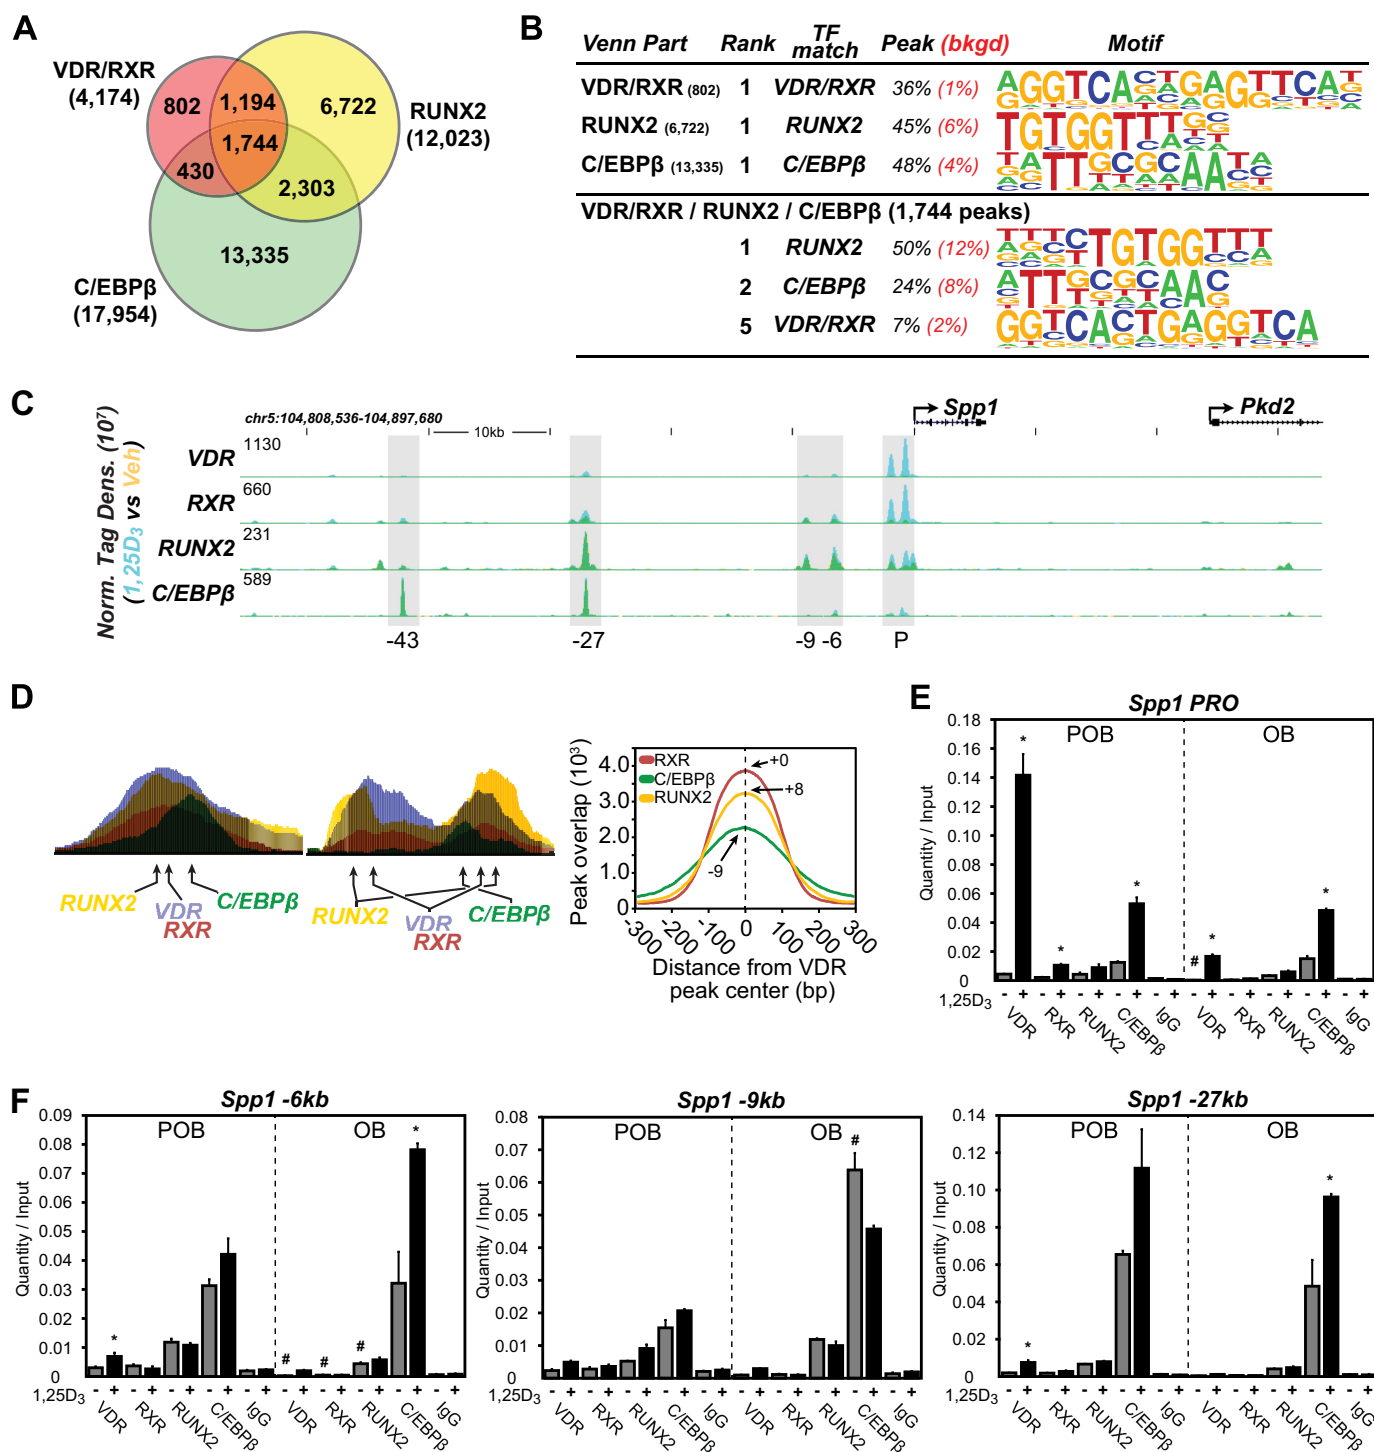 A
VDR/RXR
(4,174)
802
1,194
6,722
RUNX2
(12,023)
1,744
430
2,303
13,335
C/EBPβ
(17,954)
B
Venn Part Rank TF match Peak (bkgd) Motif
VDR/RXR (802) 1 VDR/RXR 36% (1%)
RUNX2 (6,722) 1 RUNX2 45% (6%)
C/EBPβ (13,335) 1 C/EBPβ 48% (4%)
VDR/RXR / RUNX2 / C/EBPβ (1,744 peaks)
1 RUNX2 50% (12%)
2 C/EBPβ 24% (8%)
5 VDR/RXR 7% (2%)
C
Norm. Tag Dens. (10⁷)
(1,25D₃ vs Veh)
chr5:104,808,536-104,897,680
10kb
Spp1
Pkd2
VDR 1130
RXR 660
RUNX2 231
C/EBPβ 589
-43 -27 -9 -6 P
D
RUNX2
VDR
RXR
C/EBPβ
RUNX2
VDR
RXR
C/EBPβ
Peak overlap (10³)
4.0
3.0
2.0
1.0
0
RXR
C/EBPβ
RUNX2
+0
+8
-9
-300 -200 -100 0 100 200 300
Distance from VDR
peak center (bp)
E
Spp1 PRO
POB OB
Quantity / Input
0.18
0.16
0.14
0.12
0.10
0.08
0.06
0.04
0.02
0
* * * # * *
1,25D₃ - + - + - + - + - + - + - + - + - + - +
VDR RXR RUNX2 C/EBPβ IgG VDR RXR RUNX2 C/EBPβ IgG
F
Spp1 -6kb
POB OB
Quantity / Input
0.09
0.08
0.07
0.06
0.05
0.04
0.03
0.02
0.01
0
* # # # *
1,25D₃ - + - + - + - + - + - + - + - + - + - +
VDR RXR RUNX2 C/EBPβ IgG VDR RXR RUNX2 C/EBPβ IgG
Spp1 -9kb
POB OB
Quantity / Input
0.08
0.07
0.06
0.05
0.04
0.03
0.02
0.01
0
#
1,25D₃ - + - + - + - + - + - + - + - + - + - +
VDR RXR RUNX2 C/EBPβ IgG VDR RXR RUNX2 C/EBPβ IgG
Spp1 -27kb
POB OB
Quantity / Input
0.14
0.12
0.10
0.08
0.06
0.04
0.02
0
* *
1,25D₃ - + - + - + - + - + - + - + - + - + - +
VDR RXR RUNX2 C/EBPβ IgG VDR RXR RUNX2 C/EBPβ IgG